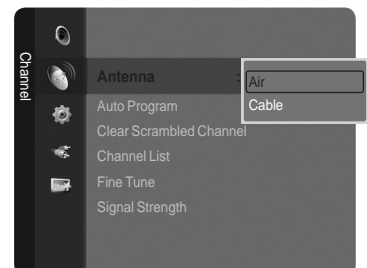 Channel
Antenna :
Air
Cable
Auto Program
Clear Scrambled Channel
Channel List
Fine Tune
Signal Strength